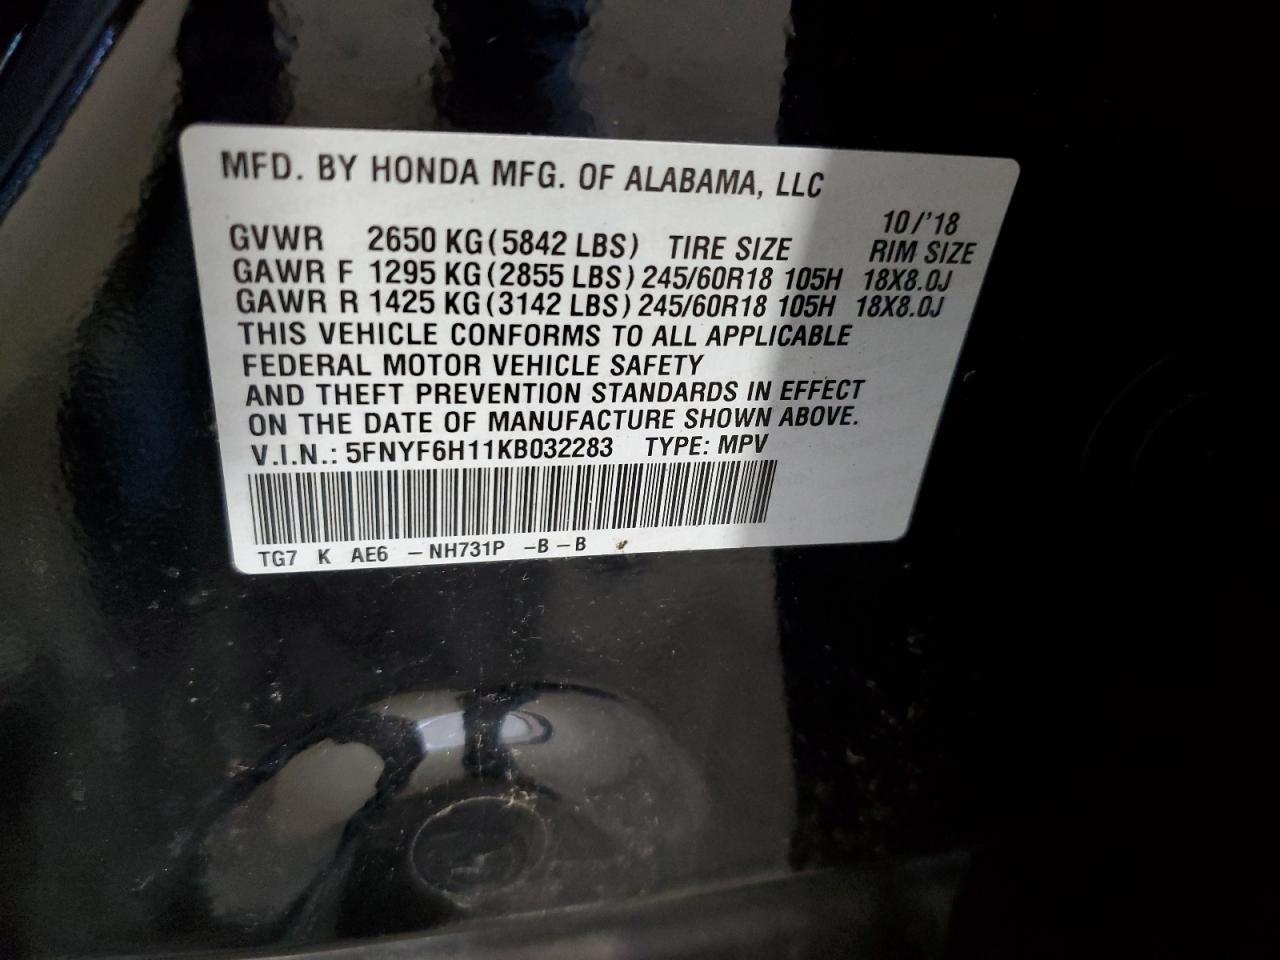 MFD. BY HONDA MFG. OF ALABAMA, LLC
10/'18
GVWR 2650 KG(5842 LBS) TIRE SIZE RIM SIZE
GAWR F 1295 KG(2855 LBS) 245/60R18 105H 18X8.0J
GAWR R 1425 KG(3142 LBS) 245/60R18 105H 18X8.0J
THIS VEHICLE CONFORMS TO ALL APPLICABLE
FEDERAL MOTOR VEHICLE SAFETY
AND THEFT PREVENTION STANDARDS IN EFFECT
ON THE DATE OF MANUFACTURE SHOWN ABOVE.
V.I.N.: 5FNYF6H11KB032283 TYPE: MPV
TG7 K AE6 – NH731P –B – B